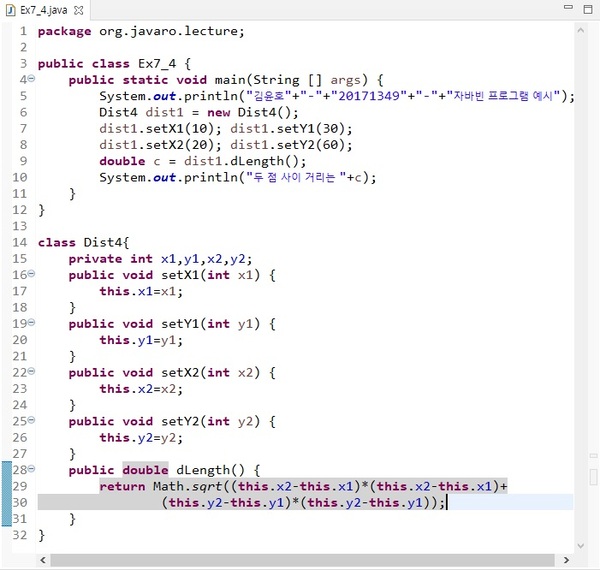 Ex7_4.java
1 package org.javaro.lecture;
2
3 public class Ex7_4 {
4 public static void main(String [] args) {
5 System.out.println("김윤호"+"-"+"20171349"+"-"+"자바빈 프로그램 예시");
6 Dist4 dist1 = new Dist4();
7 dist1.setX1(10); dist1.setY1(30);
8 dist1.setX2(20); dist1.setY2(60);
9 double c = dist1.dLength();
10 System.out.println("두 점 사이 거리는 "+c);
11 }
12 }
13
14 class Dist4{
15 private int x1,y1,x2,y2;
16 public void setX1(int x1) {
17 this.x1=x1;
18 }
19 public void setY1(int y1) {
20 this.y1=y1;
21 }
22 public void setX2(int x2) {
23 this.x2=x2;
24 }
25 public void setY2(int y2) {
26 this.y2=y2;
27 }
28 public double dLength() {
29 return Math.sqrt((this.x2-this.x1)*(this.x2-this.x1)+
30 (this.y2-this.y1)*(this.y2-this.y1));
31 }
32 }